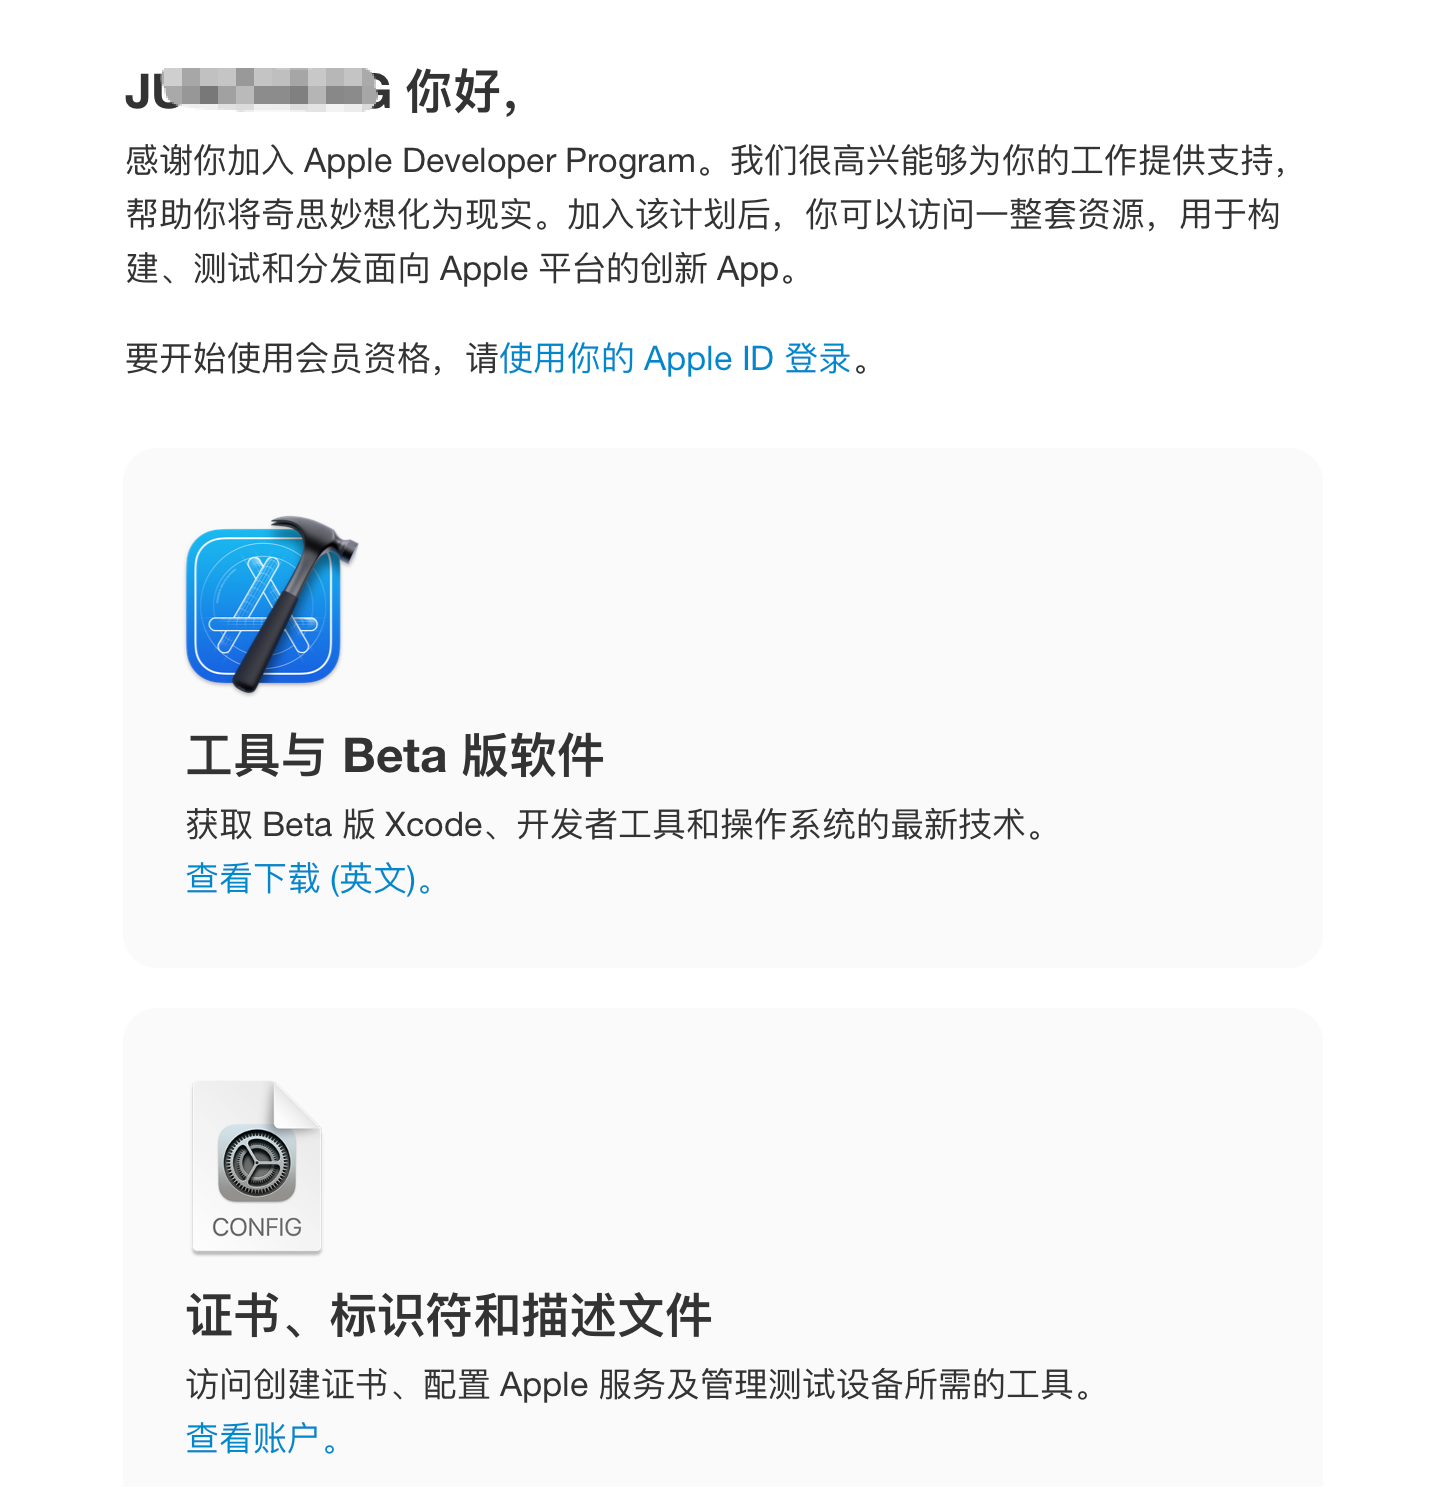 你好，
感谢你加入 Apple Developer Program。我们很高兴能够为你的工作提供支持，
帮助你将奇思妙想化为现实。加入该计划后，你可以访问一整套资源，用于构
建、测试和分发面向 Apple 平台的创新 App。
要开始使用会员资格，请使用你的 Apple ID 登录。
工具与 Beta 版软件
获取 Beta 版 Xcode、开发者工具和操作系统的最新技术。
查看下载 (英文)。
CONFIG
证书、标识符和描述文件
访问创建证书、配置 Apple 服务及管理测试设备所需的工具。
查看账户。